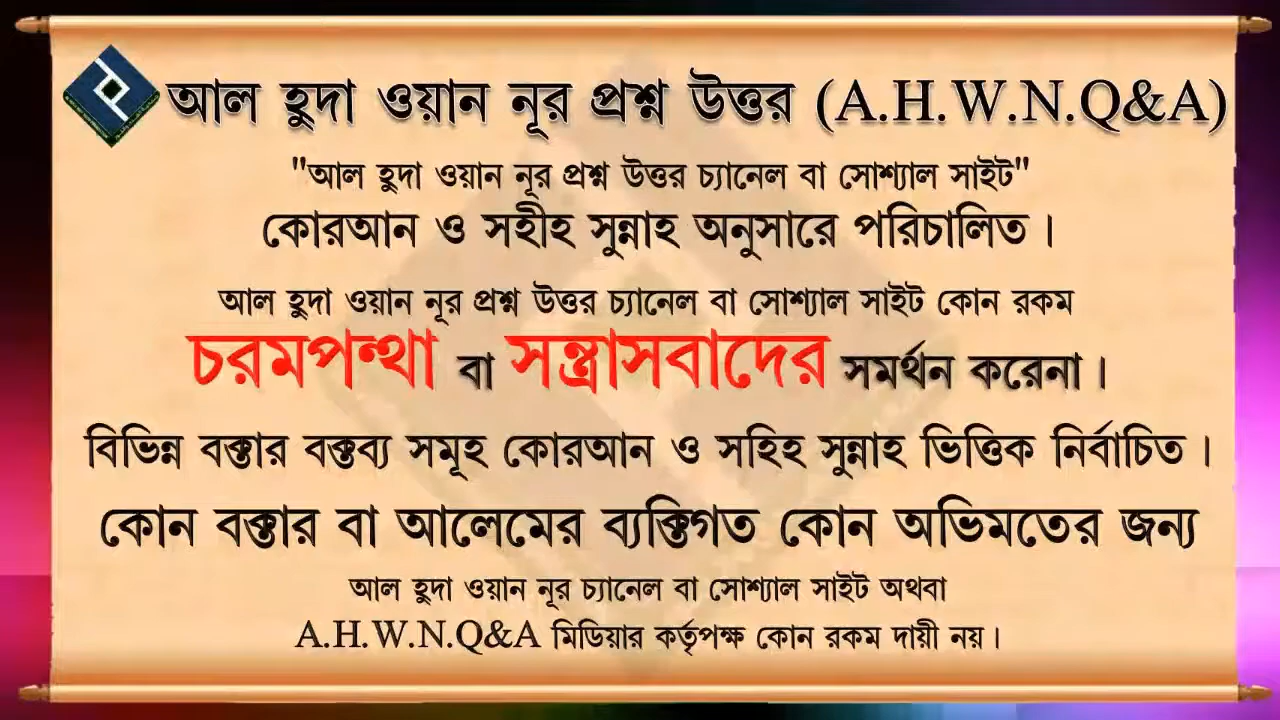 আল হুদা ওয়ান নূর প্রশ্ন উত্তর (A.H.W.N.Q&A)
"আল হুদা ওয়ান নূর প্রশ্ন উত্তর চ্যানেল বা সোশ্যাল সাইট"
কোরআন ও সহীহ সুন্নাহ অনুসারে পরিচালিত।
আল হুদা ওয়ান নূর প্রশ্ন উত্তর চ্যানেল বা সোশ্যাল সাইট কোন রকম
চরমপন্থা বা সন্ত্রাসবাদের সমর্থন করেনা।
বিভিন্ন বক্তার বক্তব্য সমূহ কোরআন ও সহিহ সুন্নাহ ভিত্তিক নির্বাচিত।
কোন বক্তার বা আলেমের ব্যক্তিগত কোন অভিমতের জন্য
আল হুদা ওয়ান নূর চ্যানেল বা সোশ্যাল সাইট অথবা
A.H.W.N.Q&A মিডিয়ার কর্তৃপক্ষ কোন রকম দায়ী নয়।